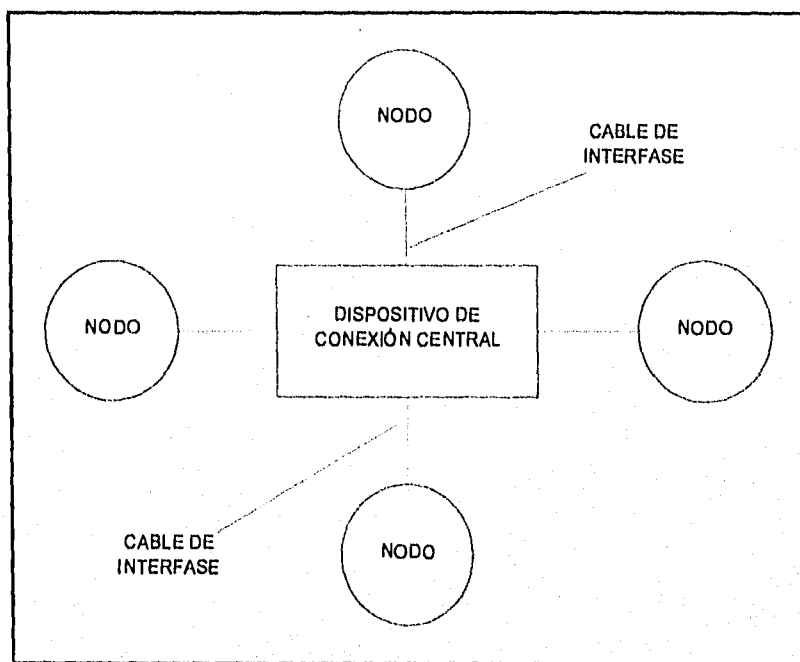 NODO
CABLE DE
INTERFASE
NODO
DISPOSITIVO DE
CONEXIÓN CENTRAL
NODO
CABLE DE
INTERFASE
NODO